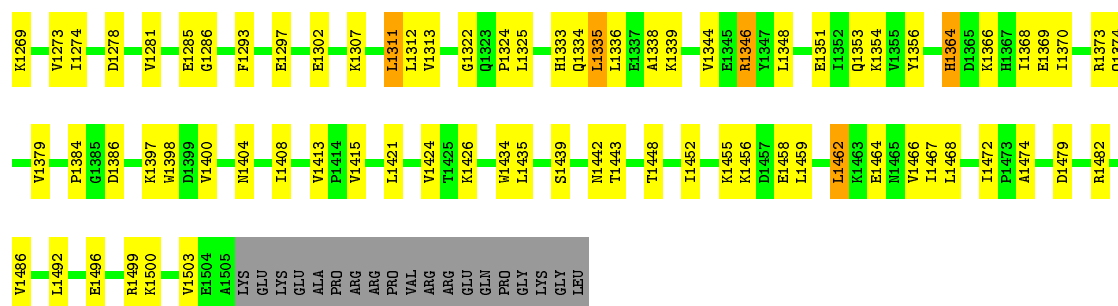 K1269 V1273 I1274 D1278 V1281 E1285 G1286 F1293 E1297 E1302 K1307 L1311 L1312 V1313 G1322 Q1323 P1324 L1325 H1333 Q1334 L1335 L1336 E1337 A1338 K1339 V1344 E1345 R1346 Y1347 L1348 E1351 I1352 Q1353 K1354 V1355 Y1356 H1364 D1365 K1366 H1367 I1368 E1369 I1370 R1373
V1379 P1384 G1385 D1386 K1397 W1398 D1399 V1400 N1404 I1408 V1413 P1414 V1415 L1421 V1424 T1425 K1426 W1434 L1435 S1439 N1442 T1443 T1448 I1452 K1455 K1456 D1457 E1458 L1459 L1462 K1463 E1464 N1465 V1466 I1467 L1468 I1472 P1473 A1474 D1479 R1482
V1486 L1492 E1496 R1499 K1500 V1503 E1504 A1505 LYS GLU LYS GLU ALA PRO ARG ARG PRO VAL ARG ARG GLU GLN PRO GLY LYS GLY LEU